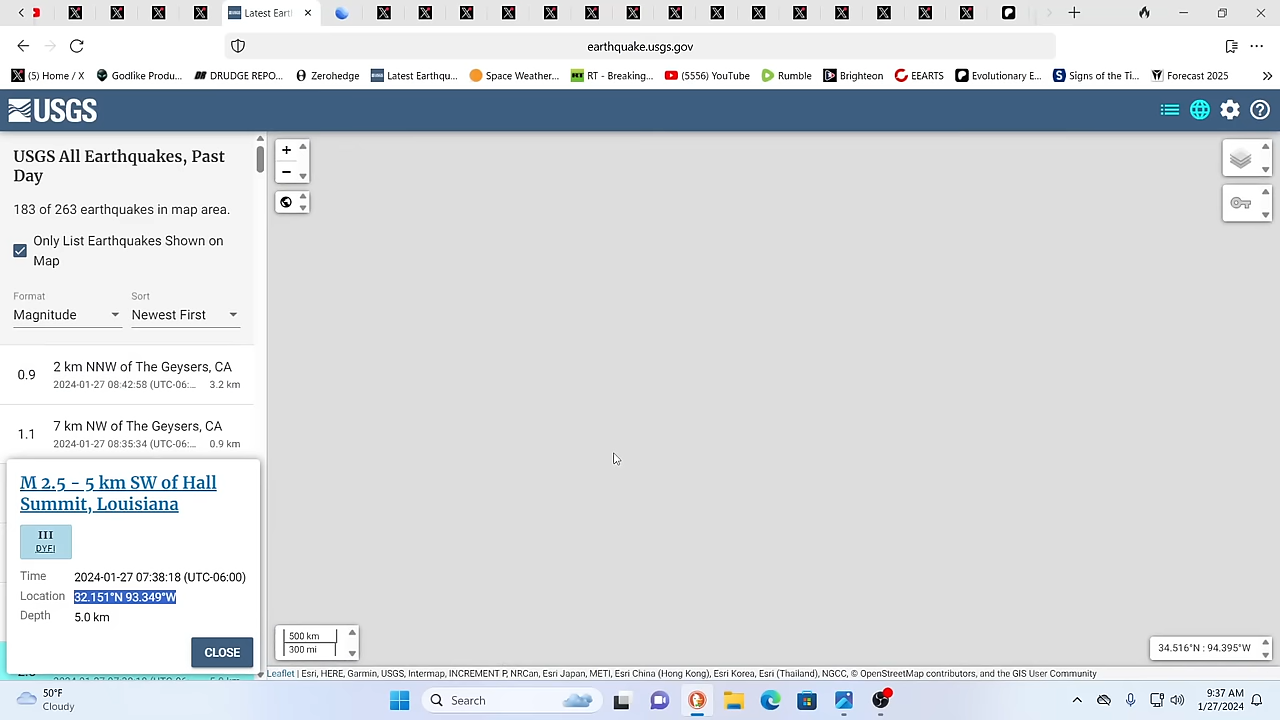 Latest Eart
earthquake.usgs.gov
(5) Home / X
Godlike Produ...
DRUDGE REPO...
Zerohedge
Latest Earthqu...
Space Weather...
RT - Breaking...
(5556) YouTube
Rumble
Brighteon
EEARTS
Evolutionary E...
Signs of the Ti...
Forecast 2025
USGS
USGS All Earthquakes, Past
Day
183 of 263 earthquakes in map area.
Only List Earthquakes Shown on
Map
Format
Sort
Magnitude
Newest First
0.9
2 km NNW of The Geysers, CA
2024-01-27 08:42:58 (UTC-06:...
3.2 km
1.1
7 km NW of The Geysers, CA
2024-01-27 08:35:34 (UTC-06:...
0.9 km
M 2.5 - 5 km SW of Hall
Summit, Louisiana
III
DYFI
Time
2024-01-27 07:38:18 (UTC-06:00)
Location
32.151°N 93.349°W
Depth
5.0 km
CLOSE
500 km
300 mi
34.516°N : 94.395°W
Leaflet | Esri, HERE, Garmin, USGS, Intermap, INCREMENT P, NRCan, Esri Japan, METI, Esri China (Hong Kong), Esri Korea, Esri (Thailand), NGCC, © OpenStreetMap contributors, and the GIS User Community
50°F
Cloudy
Search
9:37 AM
1/27/2024